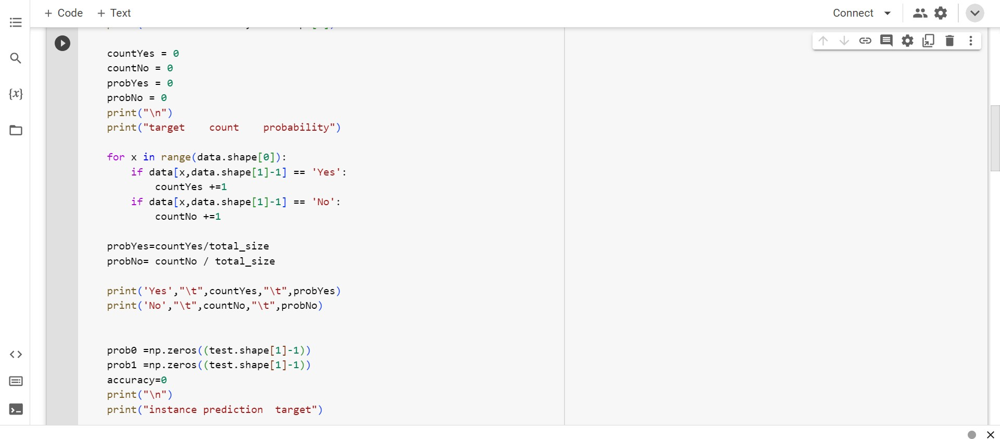 + Code + Text
Connect
countYes = 0
countNo = 0
probYes = 0
probNo = 0
print("\n")
print("target    count    probability")
for x in range(data.shape[0]):
    if data[x,data.shape[1]-1] == 'Yes':
        countYes +=1
    if data[x,data.shape[1]-1] == 'No':
        countNo +=1
probYes=countYes/total_size
probNo= countNo / total_size
print('Yes',"\t",countYes,"\t",probYes)
print('No',"\t",countNo,"\t",probNo)
prob0 =np.zeros((test.shape[1]-1))
prob1 =np.zeros((test.shape[1]-1))
accuracy=0
print("\n")
print("instance prediction  target")
{x}